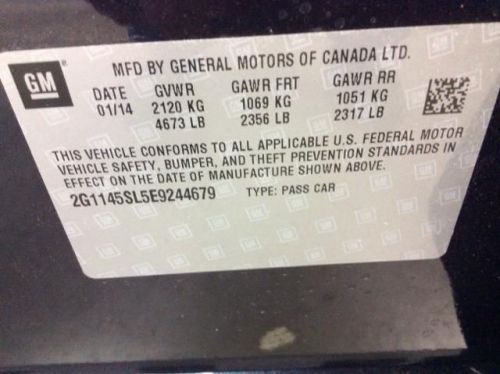 GM
MFD BY GENERAL MOTORS OF CANADA LTD.
DATE GVWR GAWR FRT GAWR RR
01/14 2120 KG 1069 KG 1051 KG
4673 LB 2356 LB 2317 LB
THIS VEHICLE CONFORMS TO ALL APPLICABLE U.S. FEDERAL MOTOR
VEHICLE SAFETY, BUMPER, AND THEFT PREVENTION STANDARDS IN
EFFECT ON THE DATE OF MANUFACTURE SHOWN ABOVE.
2G1145SL5E9244679 TYPE: PASS CAR